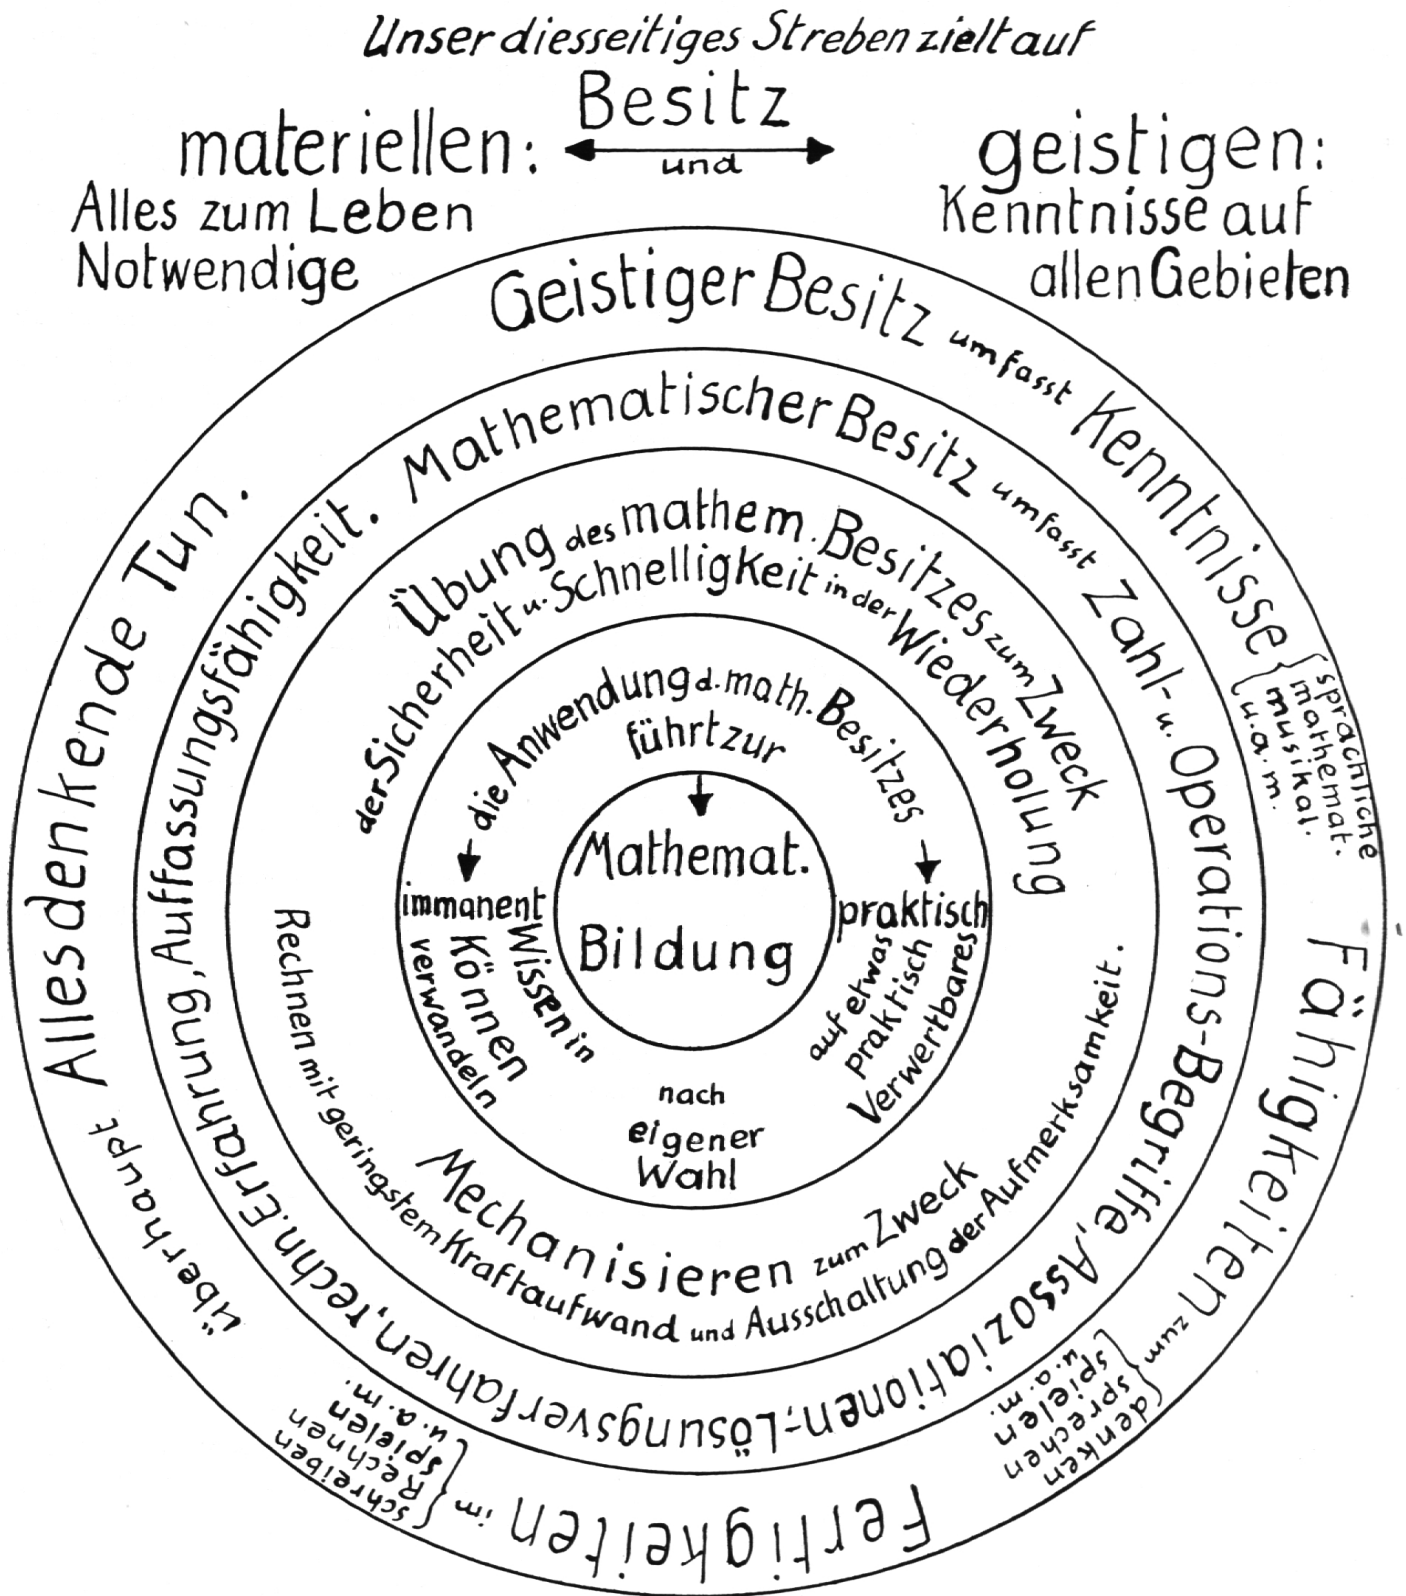 Unser diesseitiges Streben zielt auf
Besitz
materiellen: und geistigen:
Alles zum Leben
Notwendige
Kenntnisse auf
allen Gebieten
Geistiger Besitz umfasst Kenntnisse
sprachliche
mathemat.
musikal.
u.a.m.
Fähigkeiten zum
denken
sprechen
spielen
u.a.m.
Fertigkeiten im
schreiben
Rechnen
spielen
u.a.m.
überhaupt Alles denkende Tun.
Mathematischer Besitz umfasst Zahl- u. Operations-Begriffe, Assoziationen, Lösungsverfahren, rechn. Erfahrung, Auffassungsfähigkeit.
Übung des mathem. Besitzes zum Zweck
der Sicherheit u. Schnelligkeit in der Wiederholung
Mechanisieren zum Zweck
Rechnen mit geringstem Kraftaufwand und Ausschaltung der Aufmerksamkeit.
die Anwendung d. math. Besitzes
führt zur
immanent
Wissen in
Können
verwandeln
praktisch
auf etwas
praktisch
Verwertbares
nach
eigener
Wahl
Mathemat.
Bildung